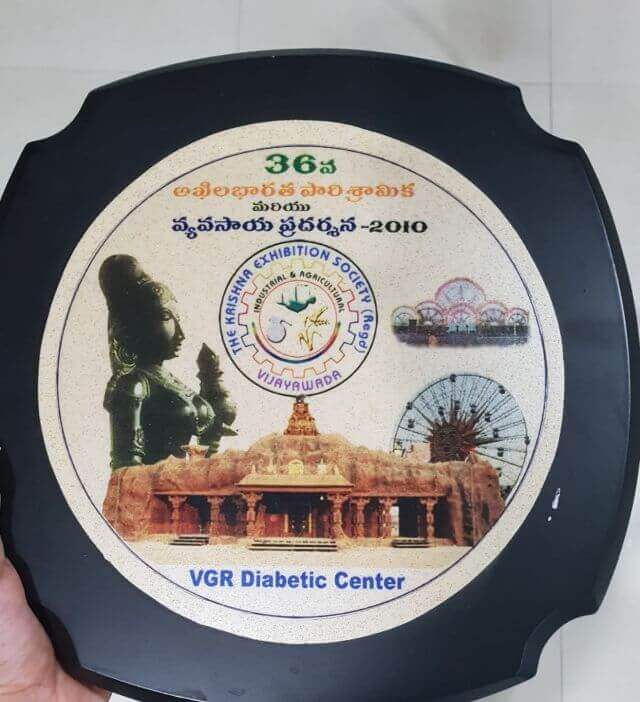 36వ
అఖిలభారత పారిశ్రామిక
మరియు
వ్యవసాయ ప్రదర్శన -2010
THE KRISHNA EXHIBITION SOCIETY (Regd)
INDUSTRIAL & AGRICULTURAL
VIJAYAWADA
VGR Diabetic Center